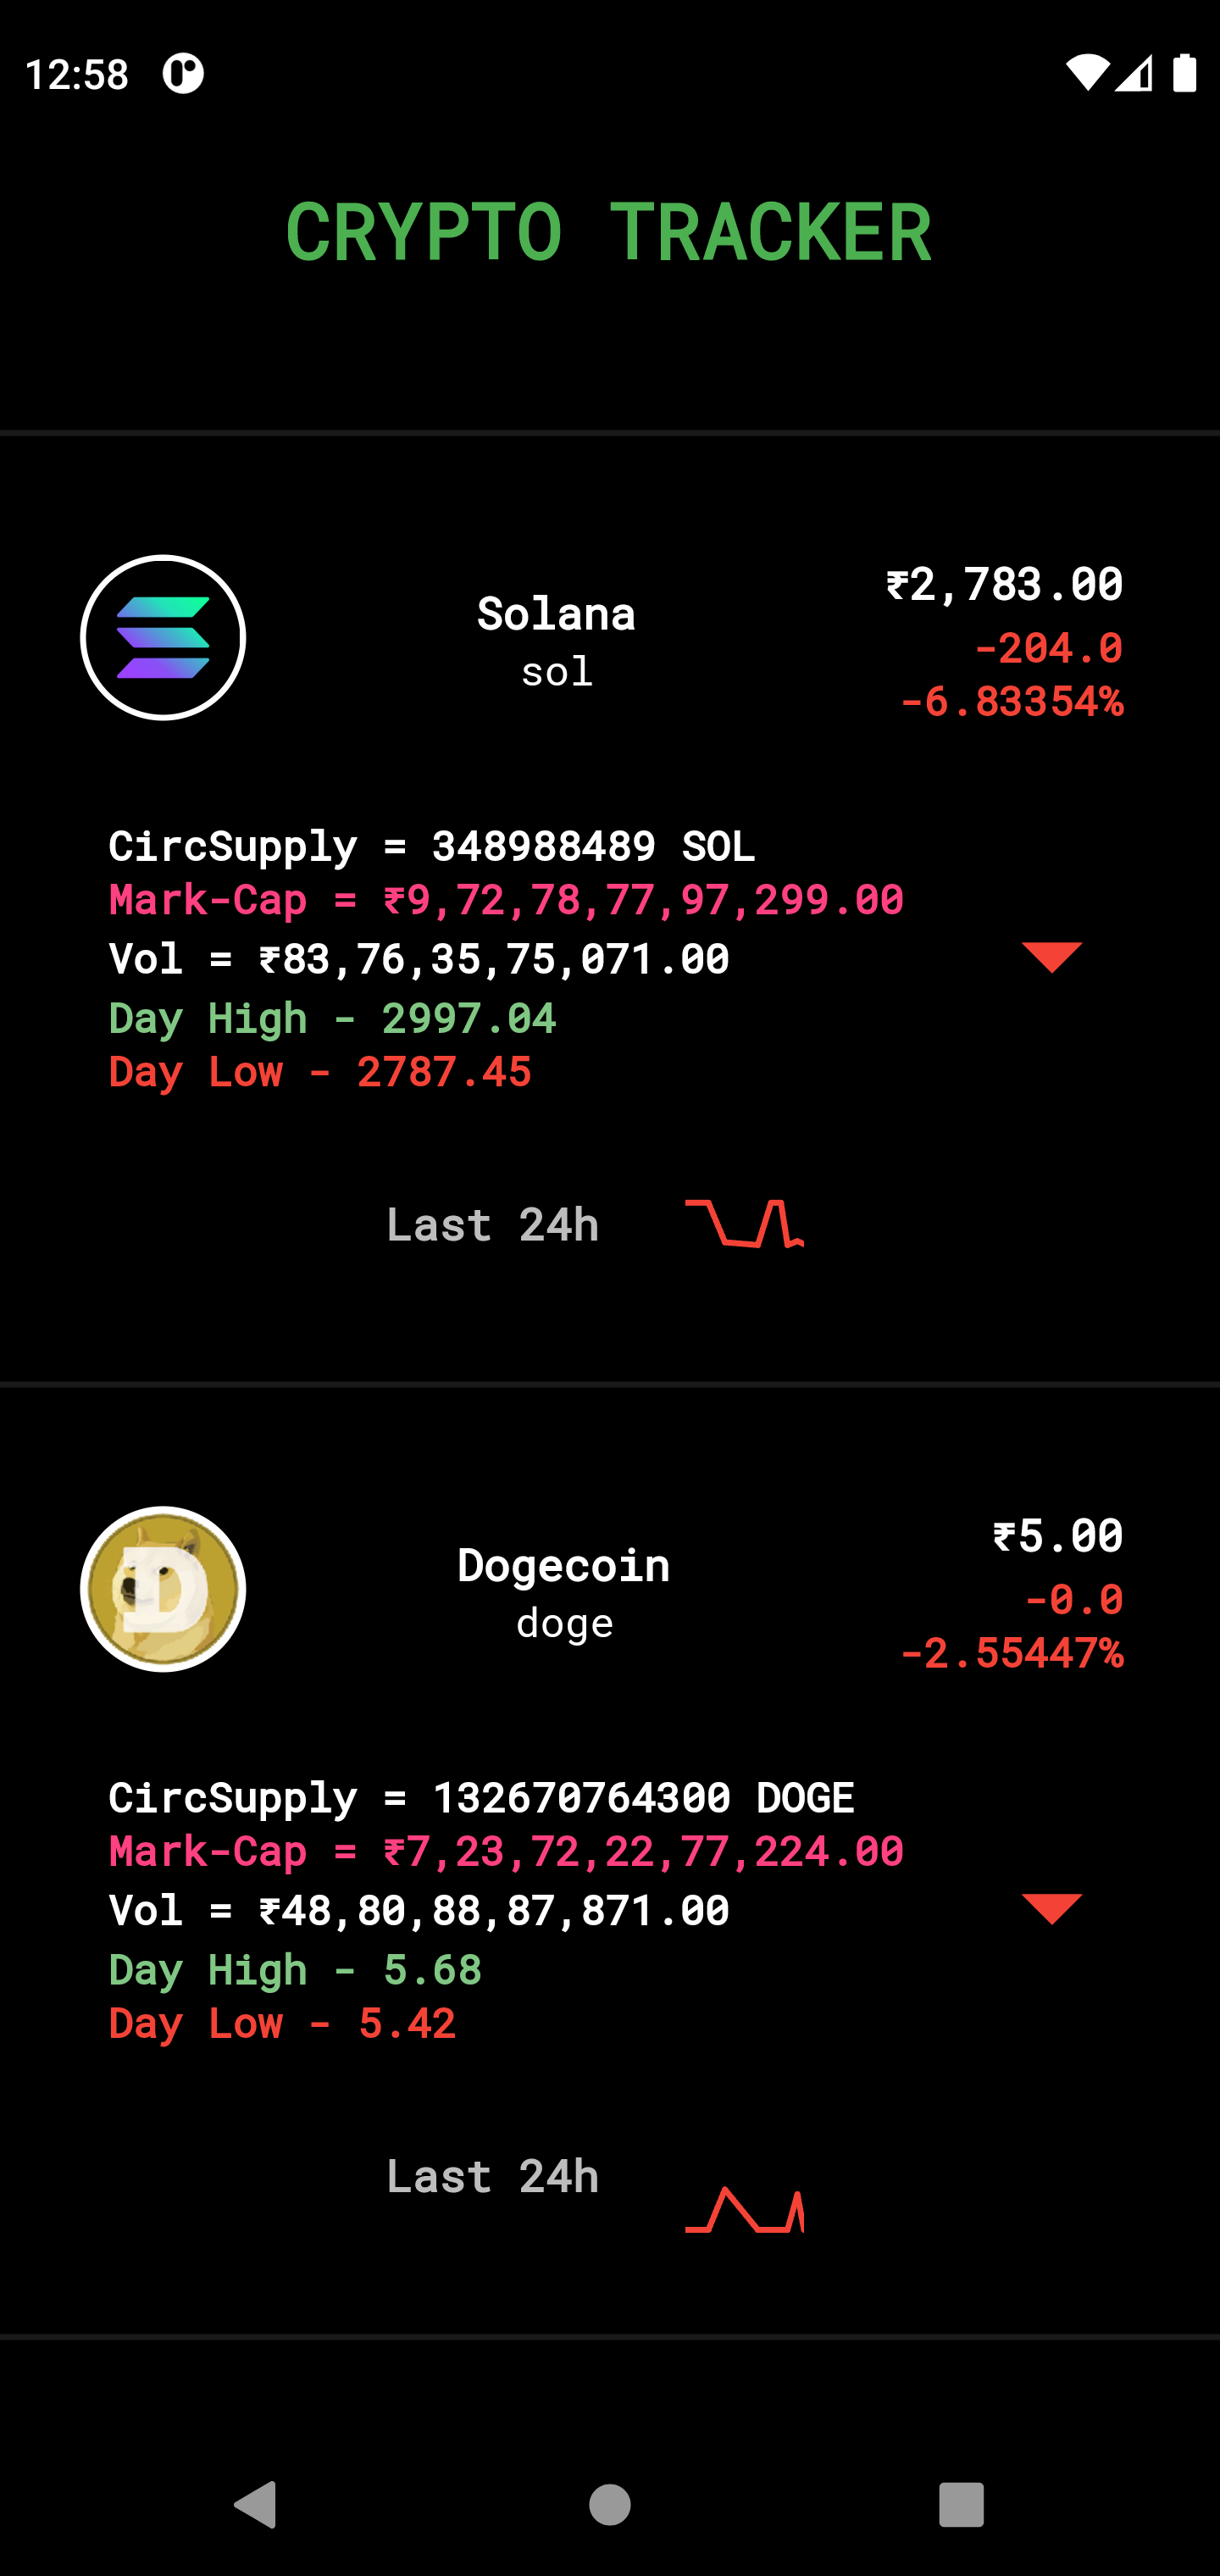 12:58
CRYPTO TRACKER
Solana
sol
₹2,783.00
-204.0
-6.83354%
CircSupply = 348988489 SOL
Mark-Cap = ₹9,72,78,77,97,299.00
Vol = ₹83,76,35,75,071.00
Day High - 2997.04
Day Low - 2787.45
Last 24h
D
Dogecoin
doge
₹5.00
-0.0
-2.55447%
CircSupply = 132670764300 DOGE
Mark-Cap = ₹7,23,72,22,77,224.00
Vol = ₹48,80,88,87,871.00
Day High - 5.68
Day Low - 5.42
Last 24h